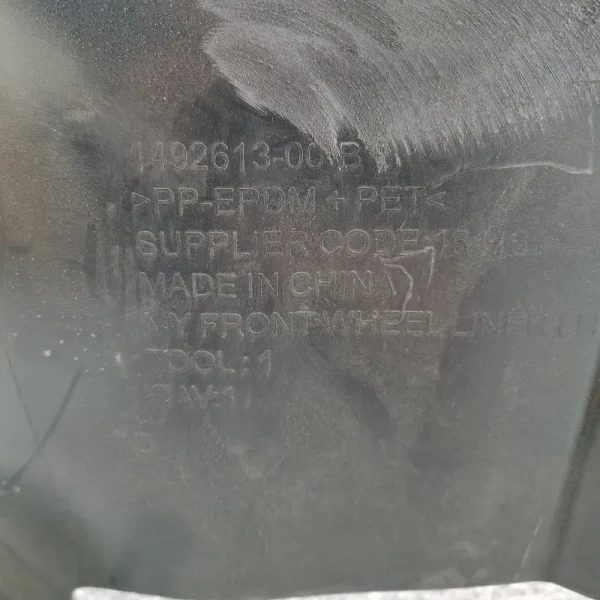 1492613-00-B
>PP-EPDM + PET<
SUPPLIER CODE
MADE IN CHINA
FRONT WHEEL LINER
TOOL: 1
CAV:1